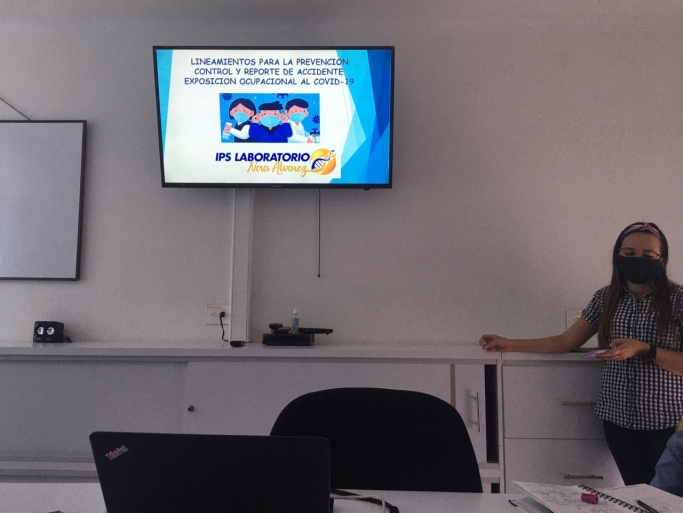 LINEAMIENTOS PARA LA PREVENCION
CONTROL Y REPORTE DE ACCIDENTE
EXPOSICION OCUPACIONAL AL COVID-19
IPS LABORATORIO
Nora Alvarez
ThinkPad